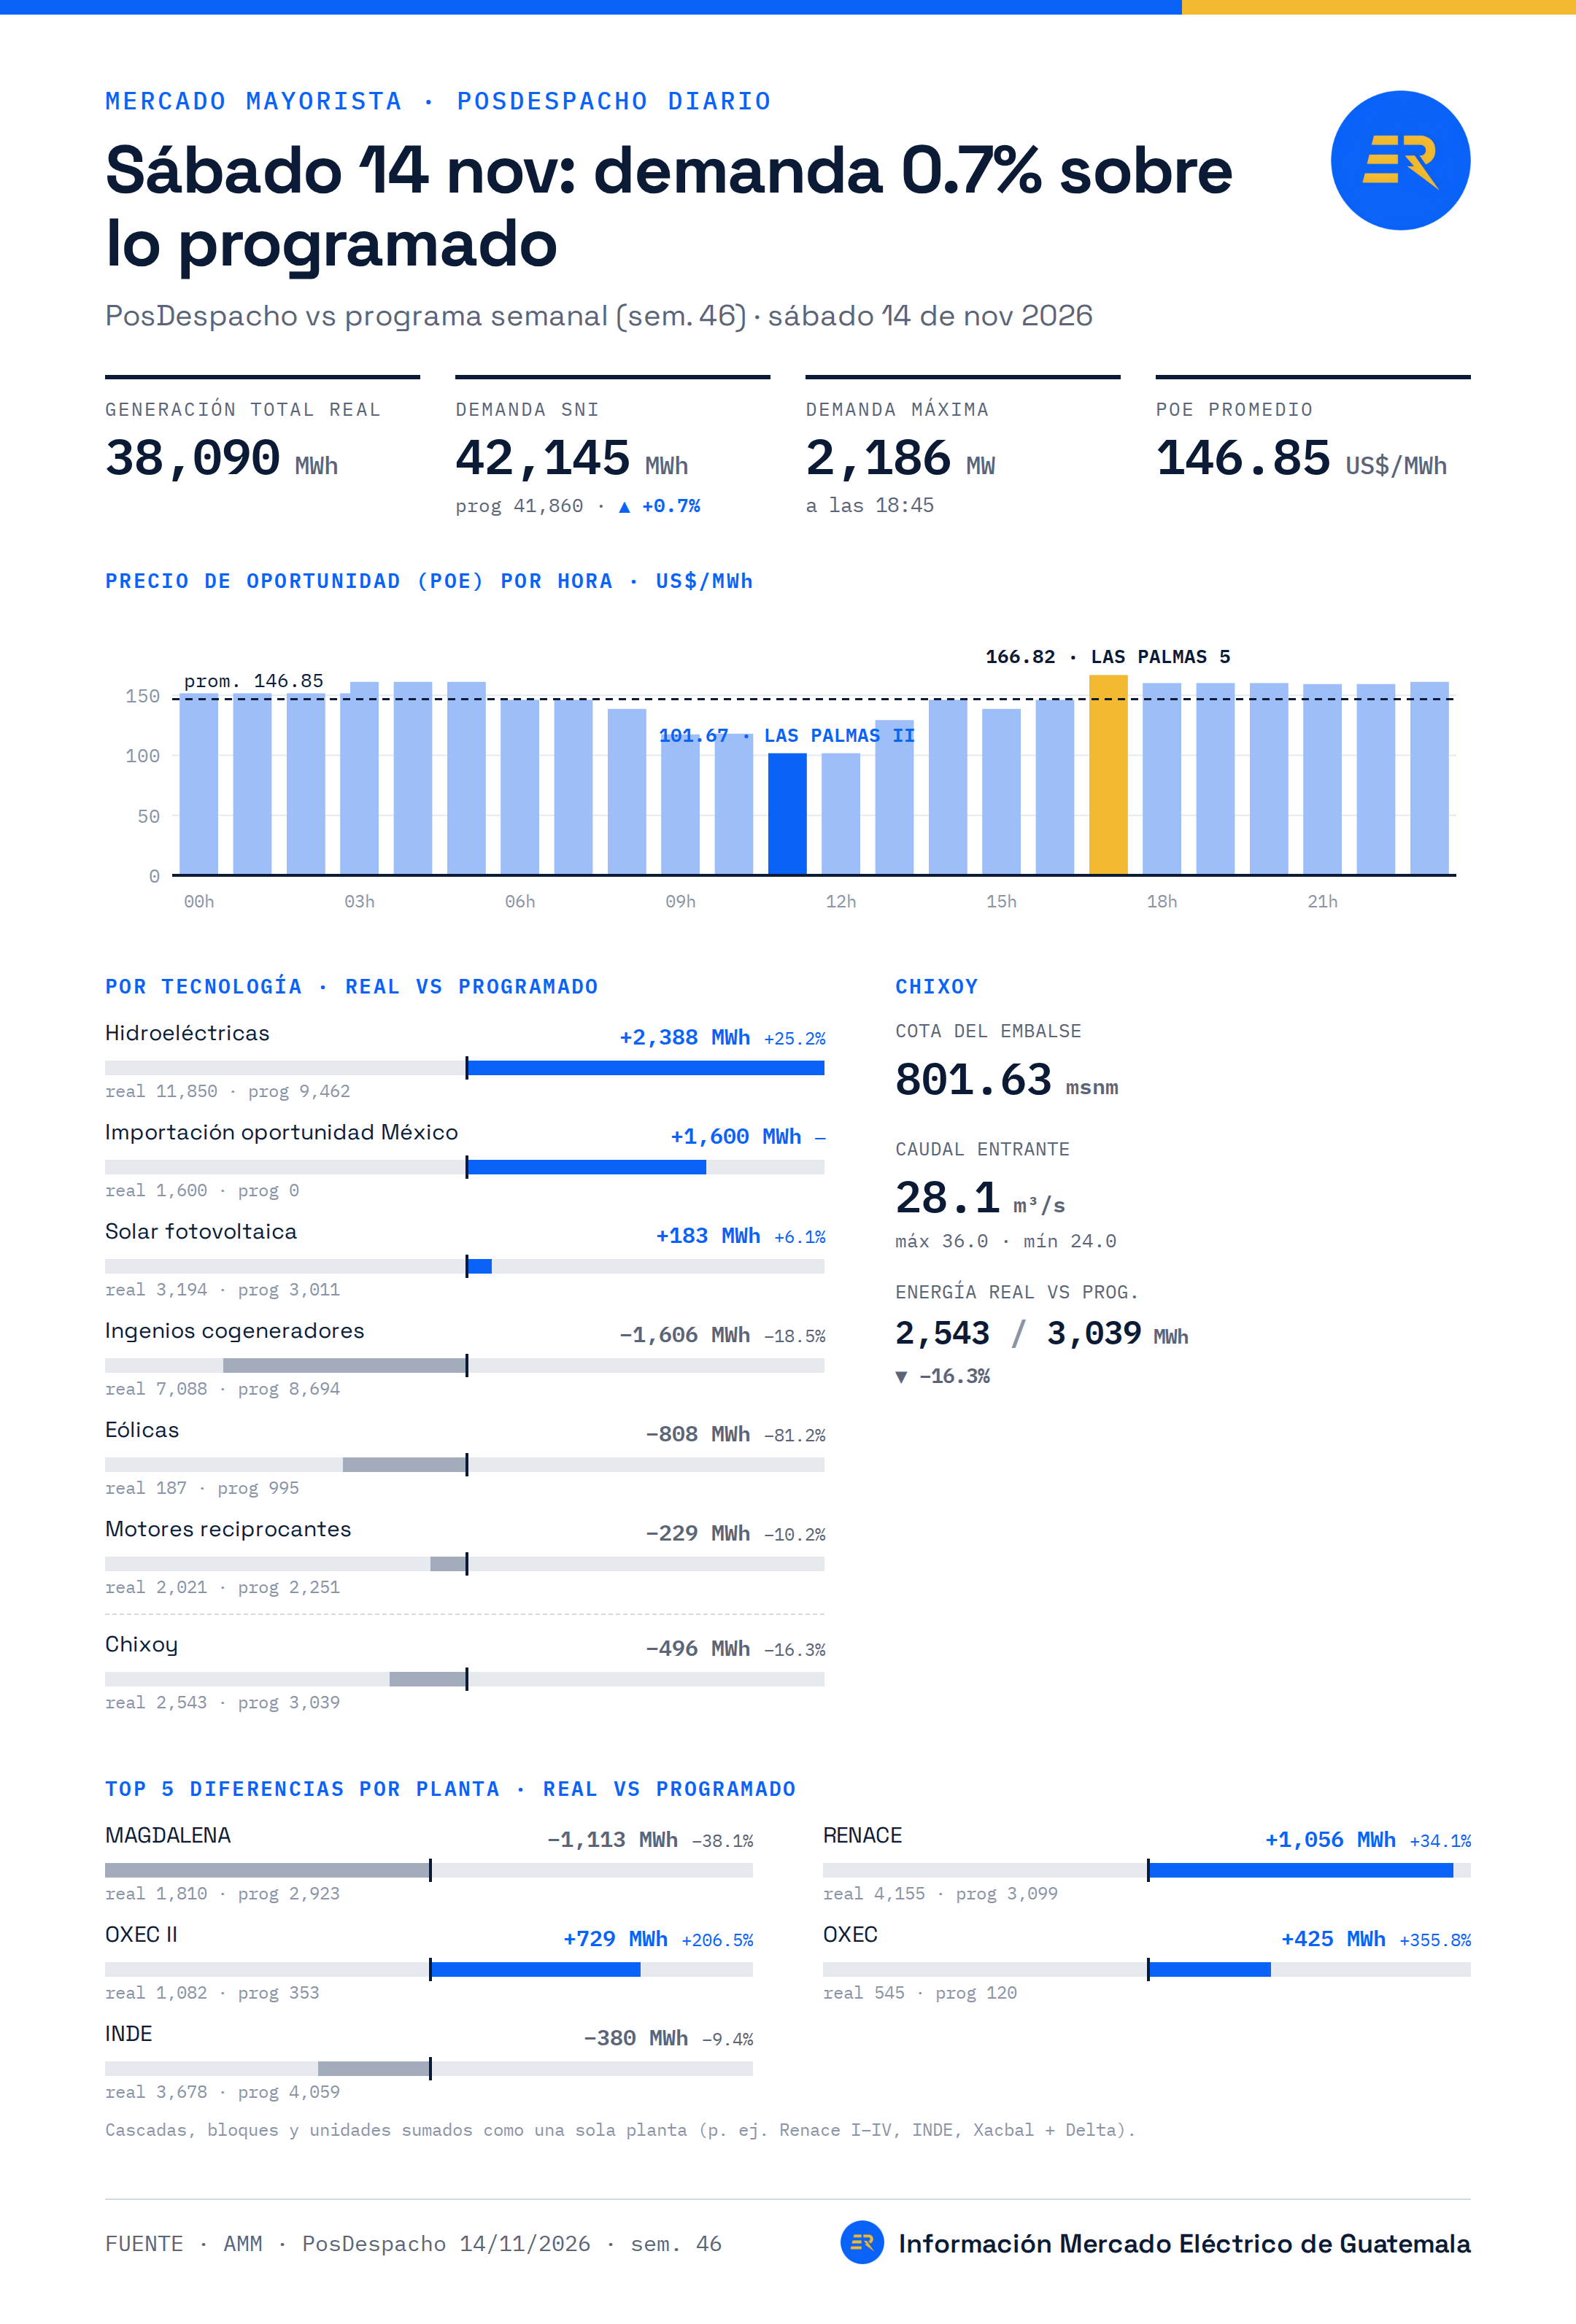 MERCADO MAYORISTA · POSDESPACHO DIARIO
Sábado 14 nov: demanda 0.7% sobre
lo programado
ER
PosDespacho vs programa semanal (sem. 46) · sábado 14 de nov 2026
GENERACIÓN TOTAL REAL
38,090 MWh
DEMANDA SNI
42,145 MWh
prog 41,860 · ▲ +0.7%
DEMANDA MÁXIMA
2,186 MW
a las 18:45
POE PROMEDIO
146.85 US$/MWh
PRECIO DE OPORTUNIDAD (POE) POR HORA · US$/MWh
166.82 · LAS PALMAS 5
prom. 146.85
101.67 · LAS PALMAS II
150
100
50
0
00h 03h 06h 09h 12h 15h 18h 21h
POR TECNOLOGÍA · REAL VS PROGRAMADO
Hidroeléctricas +2,388 MWh +25.2%
real 11,850 · prog 9,462
Importación oportunidad México +1,600 MWh —
real 1,600 · prog 0
Solar fotovoltaica +183 MWh +6.1%
real 3,194 · prog 3,011
Ingenios cogeneradores −1,606 MWh −18.5%
real 7,088 · prog 8,694
Eólicas −808 MWh −81.2%
real 187 · prog 995
Motores reciprocantes −229 MWh −10.2%
real 2,021 · prog 2,251
Chixoy −496 MWh −16.3%
real 2,543 · prog 3,039
CHIXOY
COTA DEL EMBALSE
801.63 msnm
CAUDAL ENTRANTE
28.1 m³/s
máx 36.0 · mín 24.0
ENERGÍA REAL VS PROG.
2,543 / 3,039 MWh
▼ −16.3%
TOP 5 DIFERENCIAS POR PLANTA · REAL VS PROGRAMADO
MAGDALENA −1,113 MWh −38.1%
real 1,810 · prog 2,923
RENACE +1,056 MWh +34.1%
real 4,155 · prog 3,099
OXEC II +729 MWh +206.5%
real 1,082 · prog 353
OXEC +425 MWh +355.8%
real 545 · prog 120
INDE −380 MWh −9.4%
real 3,678 · prog 4,059
Cascadas, bloques y unidades sumados como una sola planta (p. ej. Renace I–IV, INDE, Xacbal + Delta).
FUENTE · AMM · PosDespacho 14/11/2026 · sem. 46
ER Información Mercado Eléctrico de Guatemala